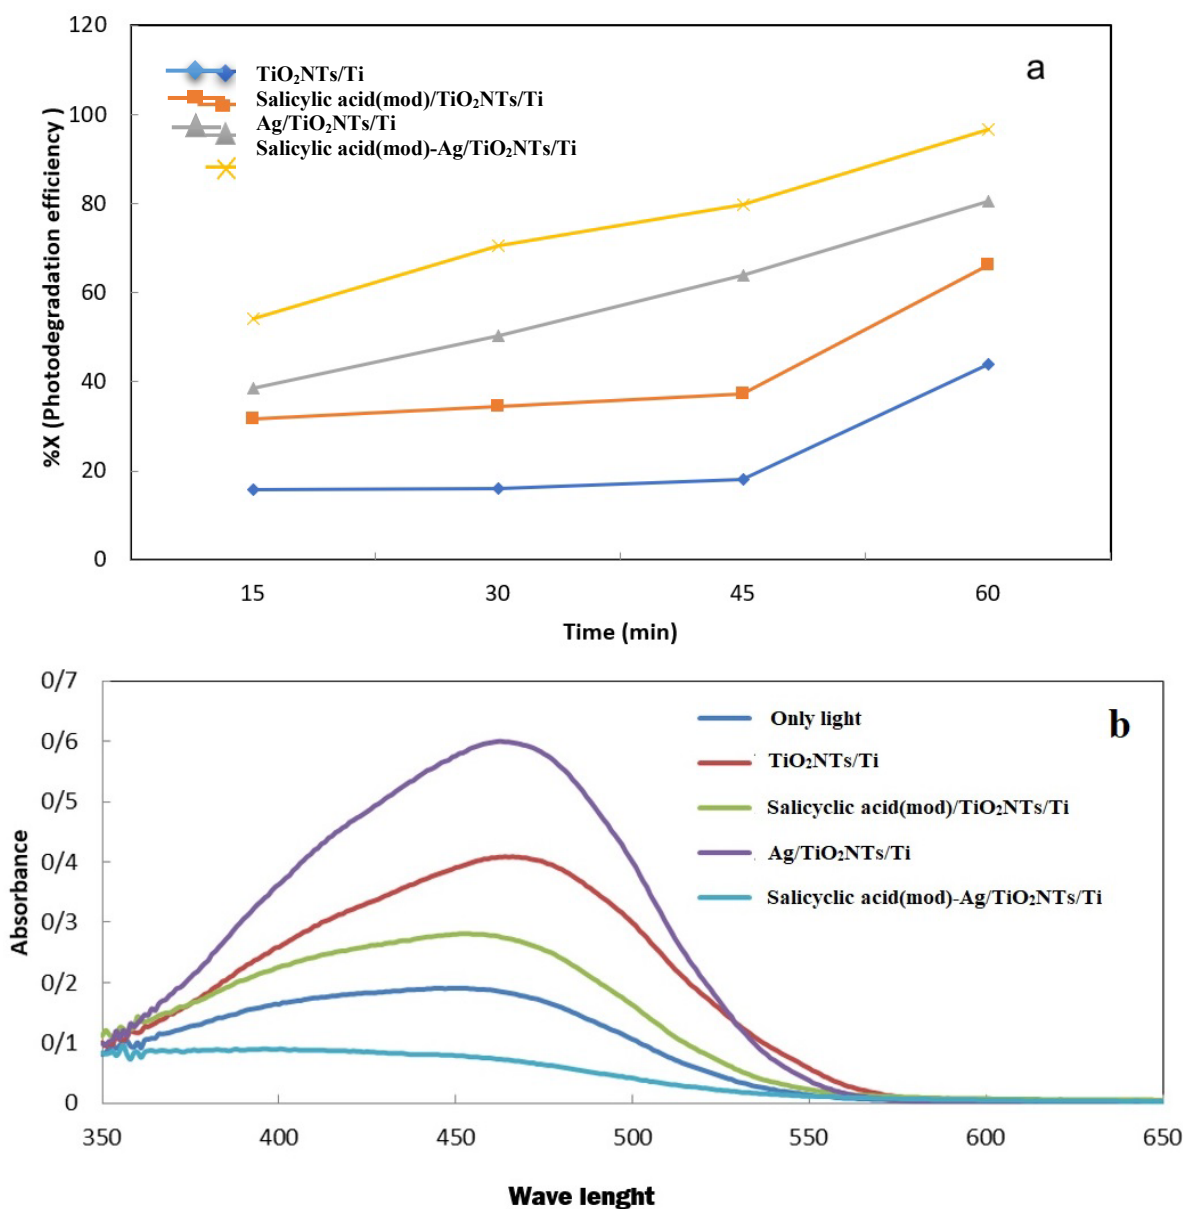 120
100
80
60
40
20
0
%X (Photodegradation efficiency )
a
TiO₂NTs/Ti
Salicylic acid(mod)/TiO₂NTs/Ti
Ag/TiO₂NTs/Ti
Salicylic acid(mod)-Ag/TiO₂NTs/Ti
15 30 45 60
Time (min)
0/7
0/6
0/5
0/4
0/3
0/2
0/1
0
Absorbance
b
Only light
TiO₂NTs/Ti
Salicyclic acid(mod)/TiO₂NTs/Ti
Ag/TiO₂NTs/Ti
Salicyclic acid(mod)-Ag/TiO₂NTs/Ti
350 400 450 500 550 600 650
Wave lenght